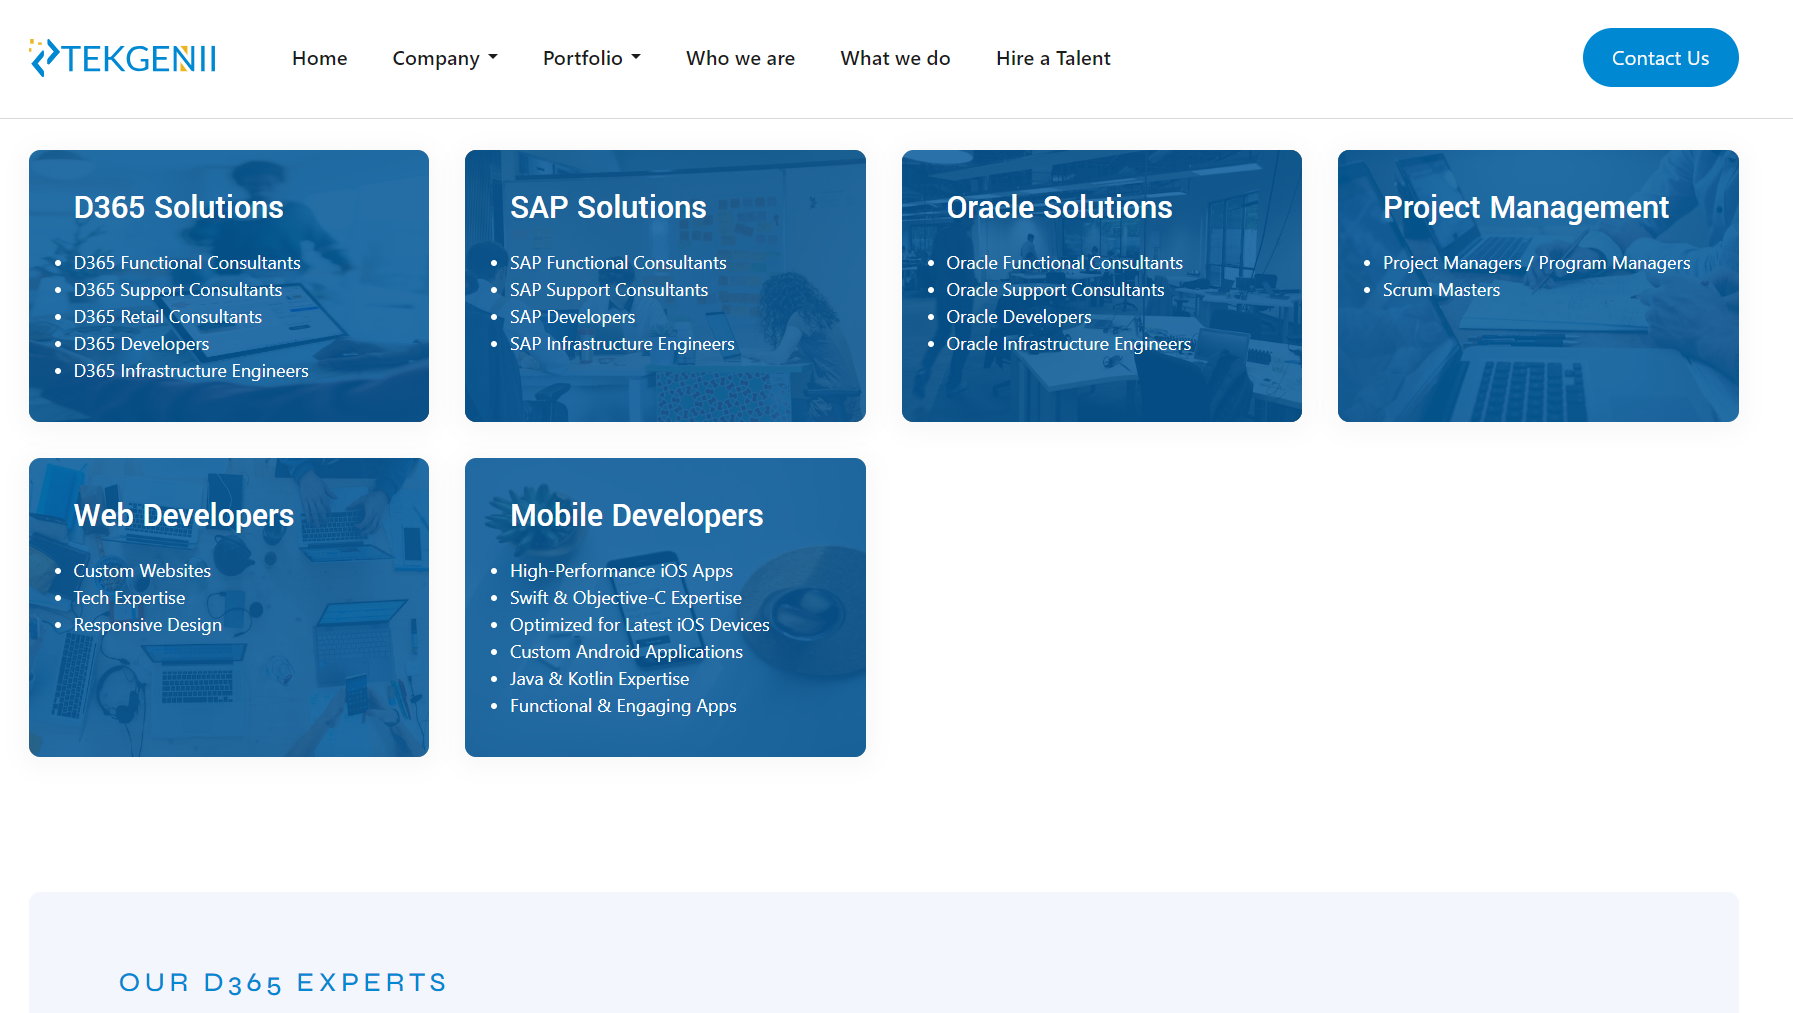 TEKGENII
Home
Company
Portfolio
Who we are
What we do
Hire a Talent
Contact Us
D365 Solutions
D365 Functional Consultants
D365 Support Consultants
D365 Retail Consultants
D365 Developers
D365 Infrastructure Engineers
SAP Solutions
SAP Functional Consultants
SAP Support Consultants
SAP Developers
SAP Infrastructure Engineers
Oracle Solutions
Oracle Functional Consultants
Oracle Support Consultants
Oracle Developers
Oracle Infrastructure Engineers
Project Management
Project Managers / Program Managers
Scrum Masters
Web Developers
Custom Websites
Tech Expertise
Responsive Design
Mobile Developers
High-Performance iOS Apps
Swift & Objective-C Expertise
Optimized for Latest iOS Devices
Custom Android Applications
Java & Kotlin Expertise
Functional & Engaging Apps
OUR D365 EXPERTS